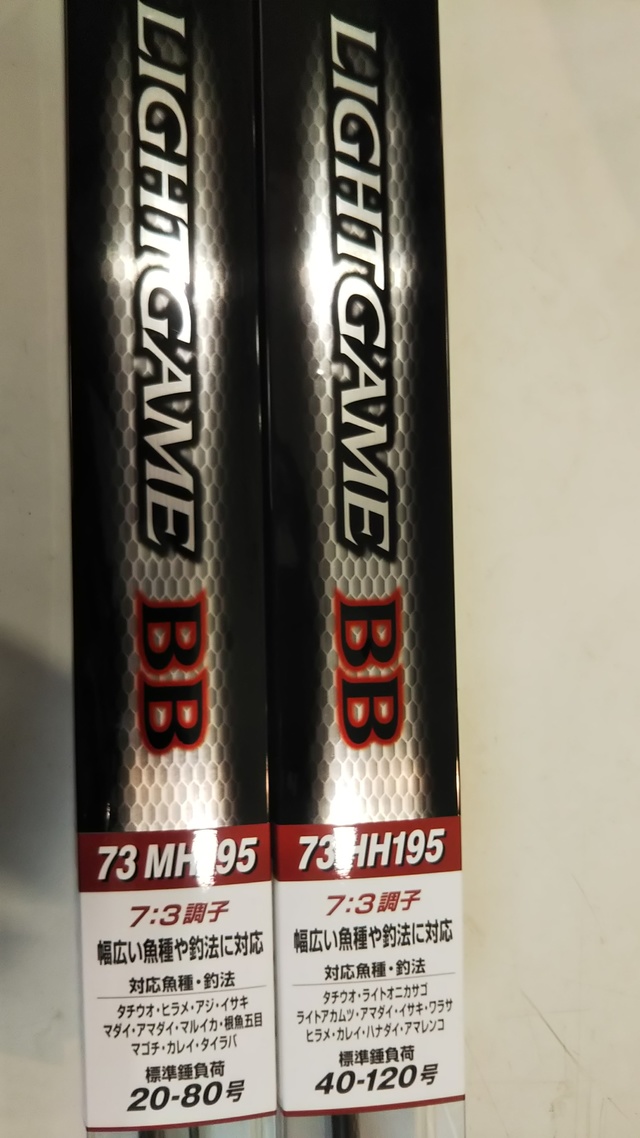 LIGHTGAME
BB
73 MH195
7:3調子
幅広い魚種や釣法に対応
対応魚種・釣法
タチウオ・ヒラメ・アジ・イサキ
マダイ・アマダイ・マルイカ・根魚五目
マゴチ・カレイ・タイラバ
標準錘負荷
20-80号
LIGHTGAME
BB
73 HH195
7:3調子
幅広い魚種や釣法に対応
対応魚種・釣法
タチウオ・ライトオニカサゴ
ライトアカムツ・アマダイ・イサキ・ワラサ
ヒラメ・カレイ・ハナダイ・アマレンコ
標準錘負荷
40-120号